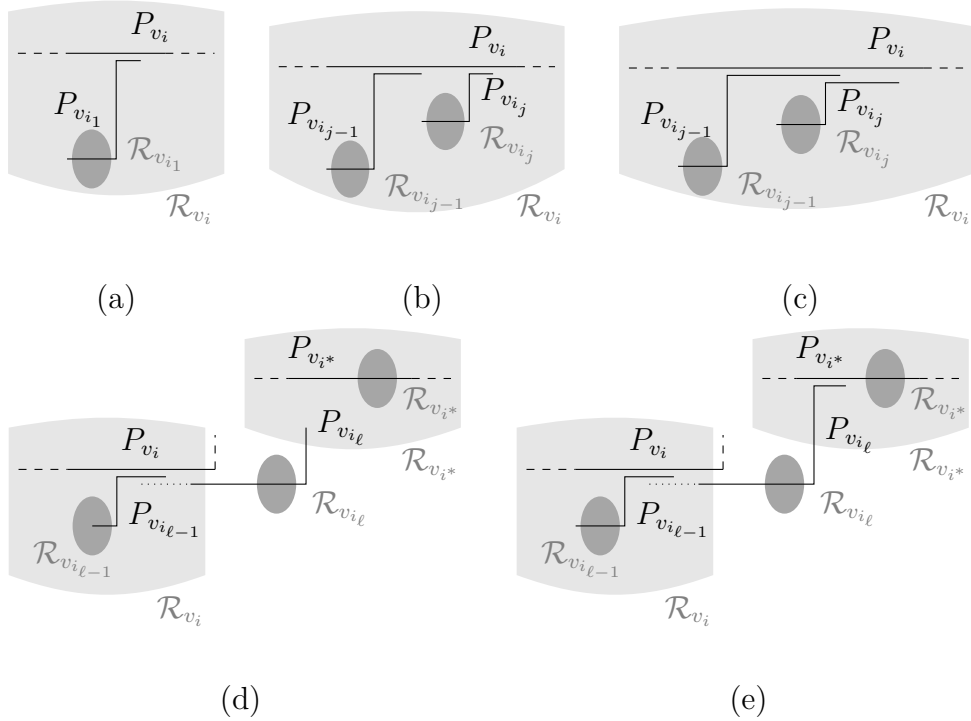 P_{v_i}
P_{v_{i_1}}
\mathcal{R}_{v_{i_1}}
\mathcal{R}_{v_i}
(a)
P_{v_i}
P_{v_{i_{j-1}}}
P_{v_{i_j}}
\mathcal{R}_{v_{i_j}}
\mathcal{R}_{v_{i_{j-1}}}
\mathcal{R}_{v_i}
(b)
P_{v_i}
P_{v_{i_{j-1}}}
P_{v_{i_j}}
\mathcal{R}_{v_{i_j}}
\mathcal{R}_{v_{i_{j-1}}}
\mathcal{R}_{v_i}
(c)
P_{v_{i^*}}
\mathcal{R}_{v_{i^*}}
P_{v_{i_\ell}}
\mathcal{R}_{v_{i^*}}
P_{v_i}
\mathcal{R}_{v_{i_\ell}}
P_{v_{i_{\ell-1}}}
\mathcal{R}_{v_{i_{\ell-1}}}
\mathcal{R}_{v_i}
(d)
P_{v_{i^*}}
\mathcal{R}_{v_{i^*}}
P_{v_{i_\ell}}
\mathcal{R}_{v_{i^*}}
P_{v_i}
\mathcal{R}_{v_{i_\ell}}
P_{v_{i_{\ell-1}}}
\mathcal{R}_{v_{i_{\ell-1}}}
\mathcal{R}_{v_i}
(e)